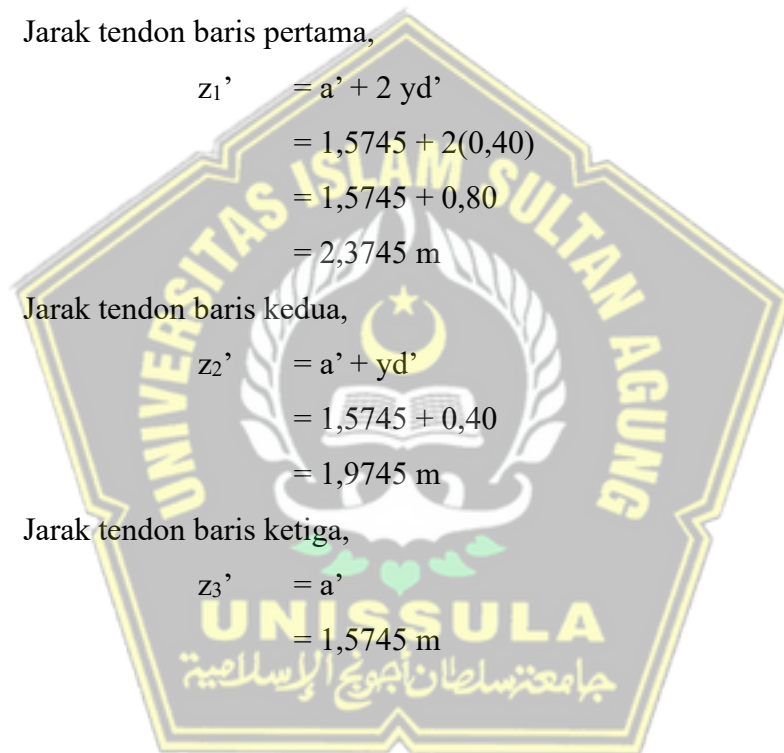 Jarak tendon baris pertama,
z₁’ = a’ + 2 yd’
= 1,5745 + 2(0,40)
= 1,5745 + 0,80
= 2,3745 m
Jarak tendon baris kedua,
z₂’ = a’ + yd’
= 1,5745 + 0,40
= 1,9745 m
Jarak tendon baris ketiga,
z₃’ = a’
= 1,5745 m
UNIVERSITAS ISLAM SULTAN AGUNG
UNISSULA
جامعة سلطان أجونج الإسلامية